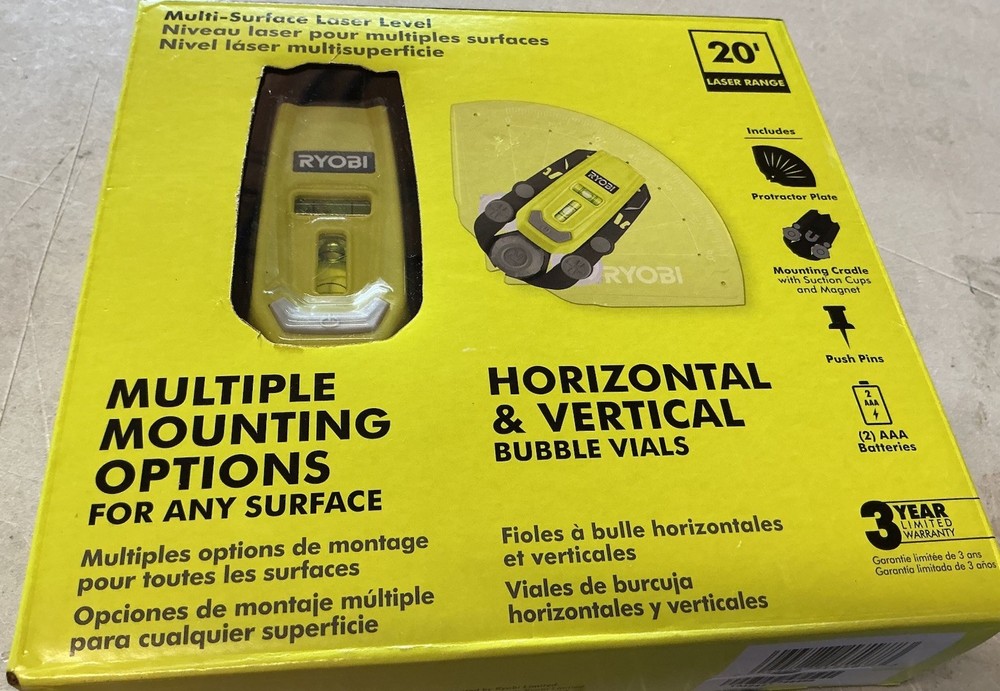 Multi-Surface Laser Level
Niveau laser pour multiples surfaces
Nivel láser multisuperficie
20'
LASER RANGE
RYOBI
RYOBI
RYOBI
Includes
Protractor Plate
Mounting Cradle
with Suction Cups
and Magnet
Push Pins
2
AAA
(2) AAA
Batteries
MULTIPLE
MOUNTING
OPTIONS
FOR ANY SURFACE
Multiples options de montage
pour toutes les surfaces
Opciones de montaje múltiple
para cualquier superficie
HORIZONTAL
& VERTICAL
BUBBLE VIALS
Fioles à bulle horizontales
et verticales
Viales de burcuja
horizontales y verticales
3 YEAR
LIMITED
WARRANTY
Garantie limitée de 3 ans
Garantía limitada de 3 años